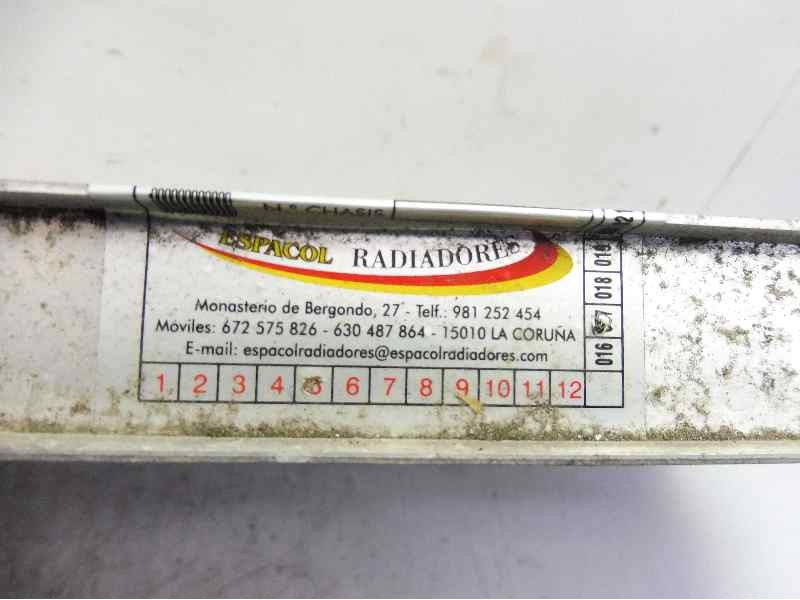 N.º CHASIS
ESPACOL RADIADORES
Monasterio de Bergondo, 27 - Telf.: 981 252 454
Móviles: 672 575 826 - 630 487 864 - 15010 LA CORUÑA
E-mail: espacolradiadores@espacolradiadores.com
1 2 3 4 5 6 7 8 9 10 11 12
016 018 019